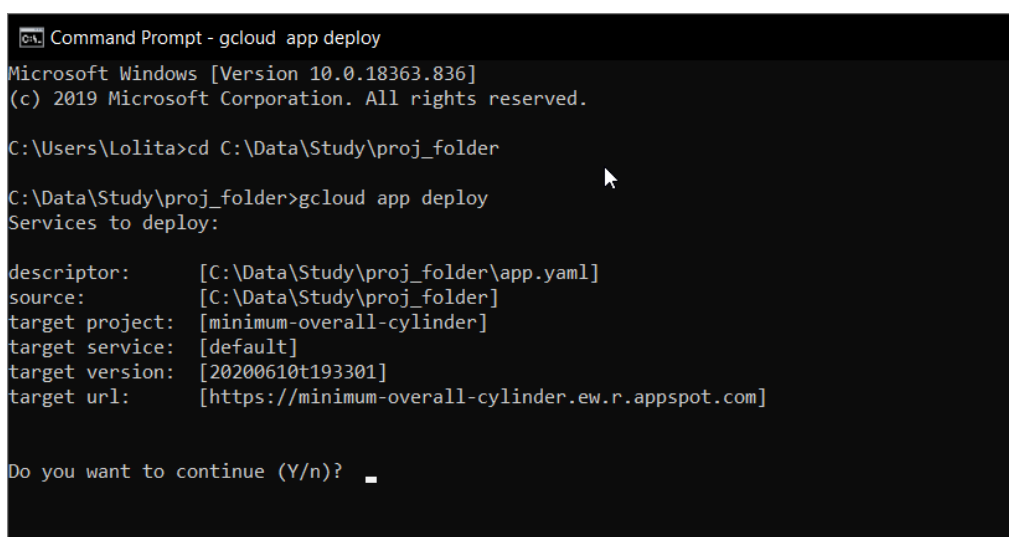 Command Prompt - gcloud  app deploy
Microsoft Windows [Version 10.0.18363.836]
(c) 2019 Microsoft Corporation. All rights reserved.
C:\Users\Lolita>cd C:\Data\Study\proj_folder
C:\Data\Study\proj_folder>gcloud app deploy
Services to deploy:
descriptor:      [C:\Data\Study\proj_folder\app.yaml]
source:          [C:\Data\Study\proj_folder]
target project:  [minimum-overall-cylinder]
target service:  [default]
target version:  [20200610t193301]
target url:      [https://minimum-overall-cylinder.ew.r.appspot.com]
Do you want to continue (Y/n)?